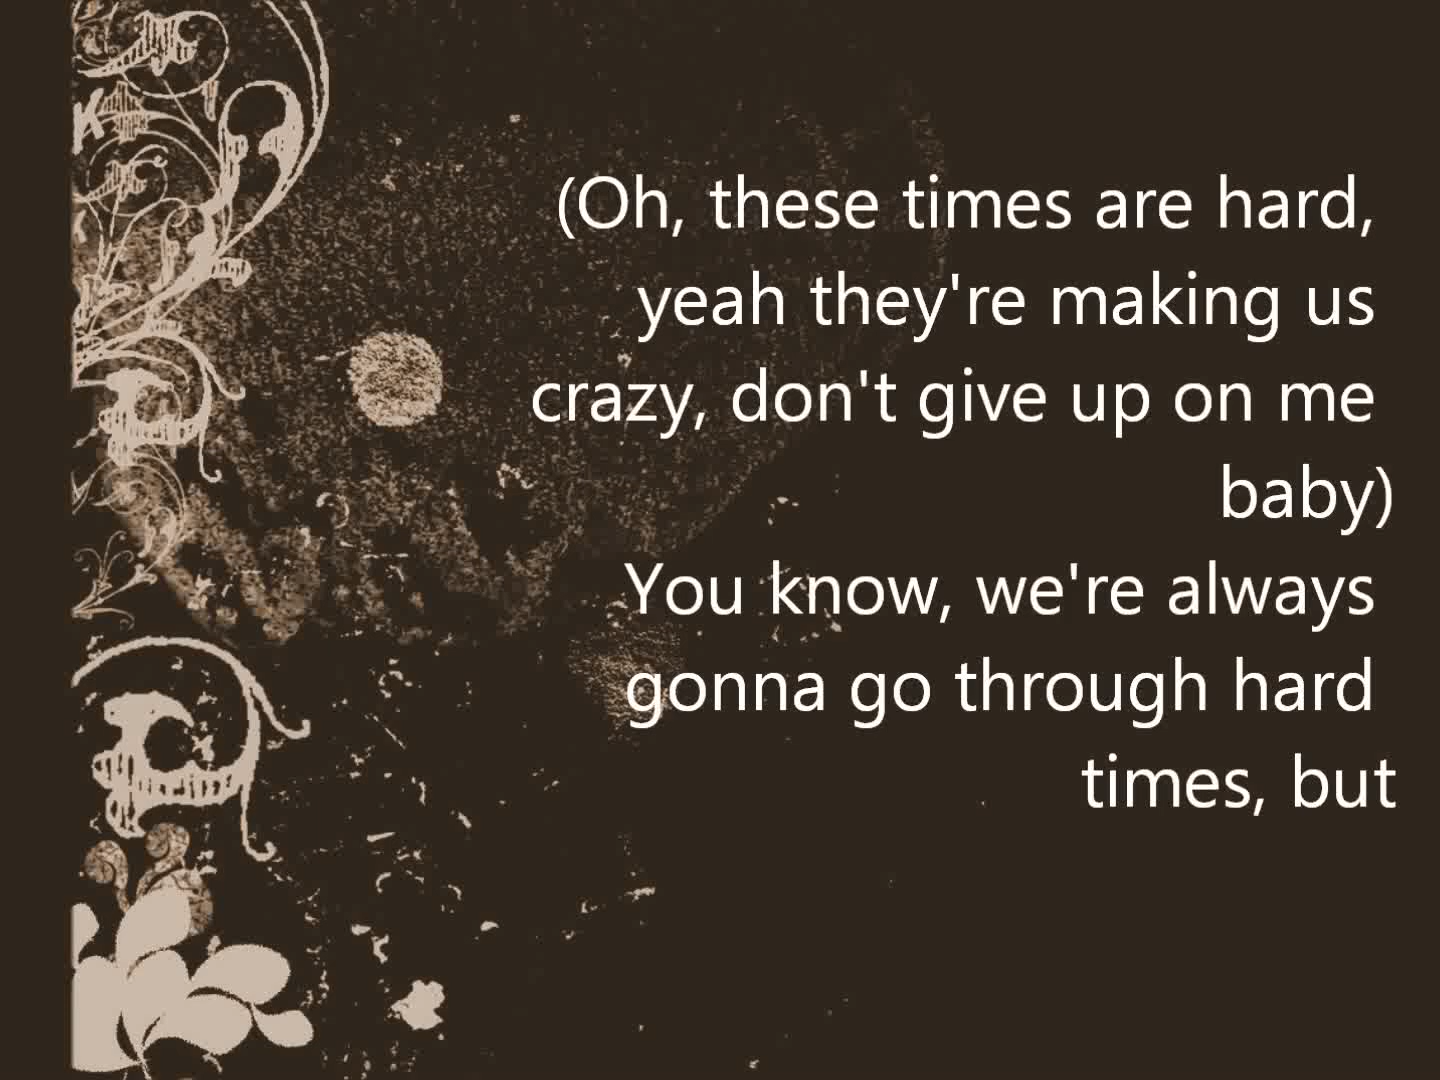 (Oh, these times are hard,
yeah they're making us
crazy, don't give up on me
baby)
You know, we're always
gonna go through hard
times, but